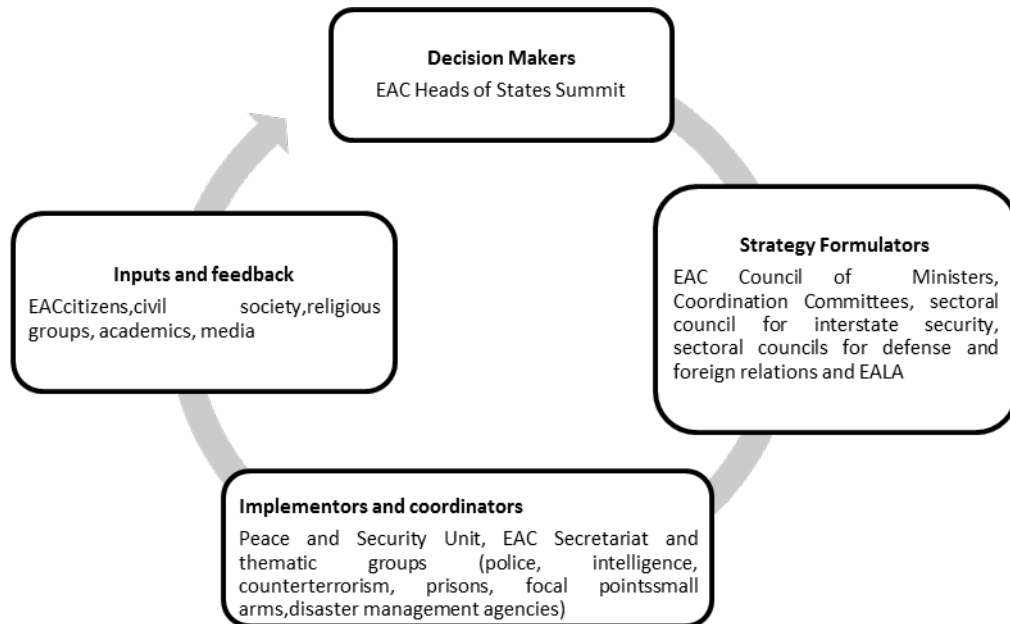 Decision Makers
EAC Heads of States Summit
Strategy Formulators
EAC Council of Ministers,
Coordination Committees, sectoral
council for interstate security,
sectoral councils for defense and
foreign relations and EALA
Implementors and coordinators
Peace and Security Unit, EAC Secretariat and
thematic groups (police, intelligence,
counterterrorism, prisons, focal pointssmall
arms,disaster management agencies)
Inputs and feedback
EACcitizens,civil society,religious
groups, academics, media